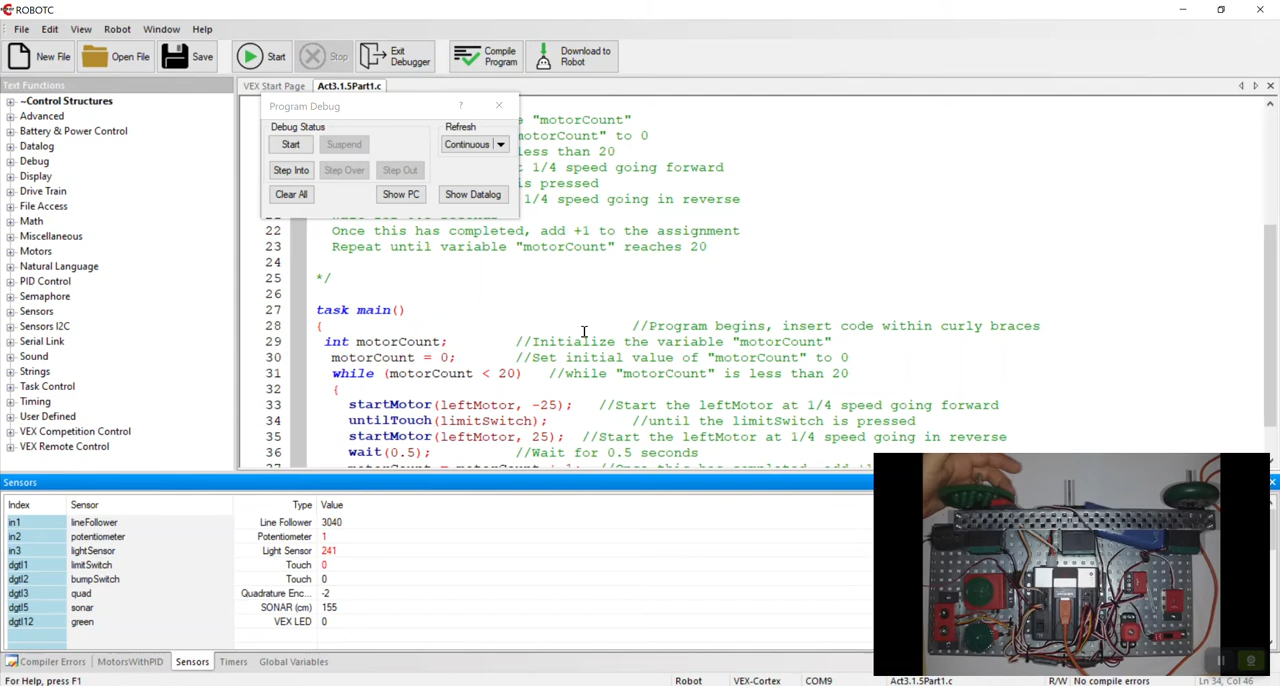 ROBOTC
File Edit View Robot Window Help
New File Open File Save Start Stop Exit Debugger Compile Program Download to Robot
Text Functions
~Control Structures
Advanced
Battery & Power Control
Datalog
Debug
Display
Drive Train
File Access
Math
Miscellaneous
Motors
Natural Language
PID Control
Semaphore
Sensors
Sensors I2C
Serial Link
Sound
Strings
Task Control
Timing
User Defined
VEX Competition Control
VEX Remote Control
VEX Start Page Act3.1.5Part1.c
Program Debug ?
Debug Status Refresh
Start Suspend Continuous
Step Into Step Over Step Out
Clear All Show PC Show Datalog
"motorCount"
motorCount" to 0
less than 20
t 1/4 speed going forward
is pressed
1/4 speed going in reverse
22 Once this has completed, add +1 to the assignment
23 Repeat until variable "motorCount" reaches 20
24
25 */
26
27 task main()
28 { //Program begins, insert code within curly braces
29 int motorCount; //Initialize the variable "motorCount"
30 motorCount = 0; //Set initial value of "motorCount" to 0
31 while (motorCount < 20) //while "motorCount" is less than 20
32 {
33 startMotor(leftMotor, -25); //Start the leftMotor at 1/4 speed going forward
34 untilTouch(limitSwitch); //until the limitSwitch is pressed
35 startMotor(leftMotor, 25); //Start the leftMotor at 1/4 speed going in reverse
36 wait(0.5); //Wait for 0.5 seconds
Sensors
Index Sensor Type Value
in1 lineFollower Line Follower 3040
in2 potentiometer Potentiometer 1
in3 lightSensor Light Sensor 241
dgtl1 limitSwitch Touch 0
dgtl2 bumpSwitch Touch 0
dgtl3 quad Quadrature Enc... -2
dgtl5 sonar SONAR (cm) 155
dgtl12 green VEX LED 0
Compiler Errors MotorsWithPID Sensors Timers Global Variables
For Help, press F1 Robot VEX-Cortex COM9 Act3.1.5Part1.c R/W No compile errors Ln 34, Col 46